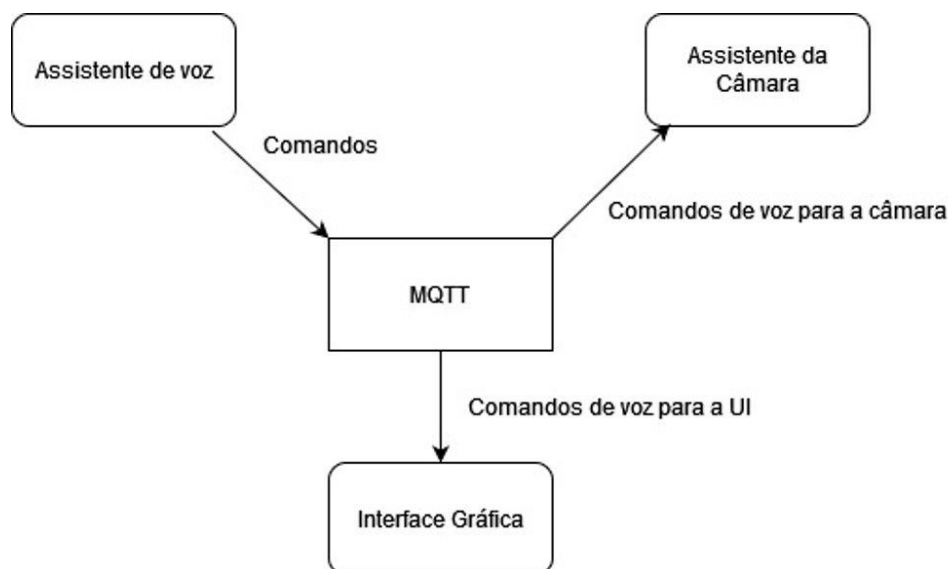 Assistente de voz
Assistente da
Câmara
Comandos
Comandos de voz para a câmara
MQTT
Comandos de voz para a UI
Interface Gráfica